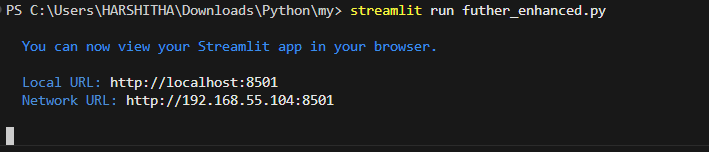 PS C:\Users\HARSHITHA\Downloads\Python\my> streamlit run futher_enhanced.py
You can now view your Streamlit app in your browser.
Local URL: http://localhost:8501
Network URL: http://192.168.55.104:8501